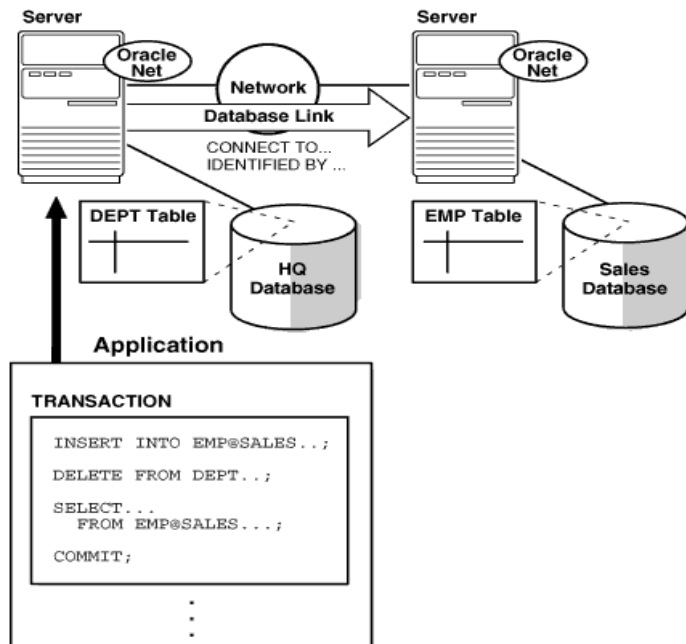 Server
Oracle
Net
Network
Database Link
CONNECT TO...
IDENTIFIED BY ...
Server
Oracle
Net
DEPT Table
HQ
Database
EMP Table
Sales
Database
Application
TRANSACTION
INSERT INTO EMP@SALES..;
DELETE FROM DEPT..;
SELECT...
FROM EMP@SALES...;
COMMIT;